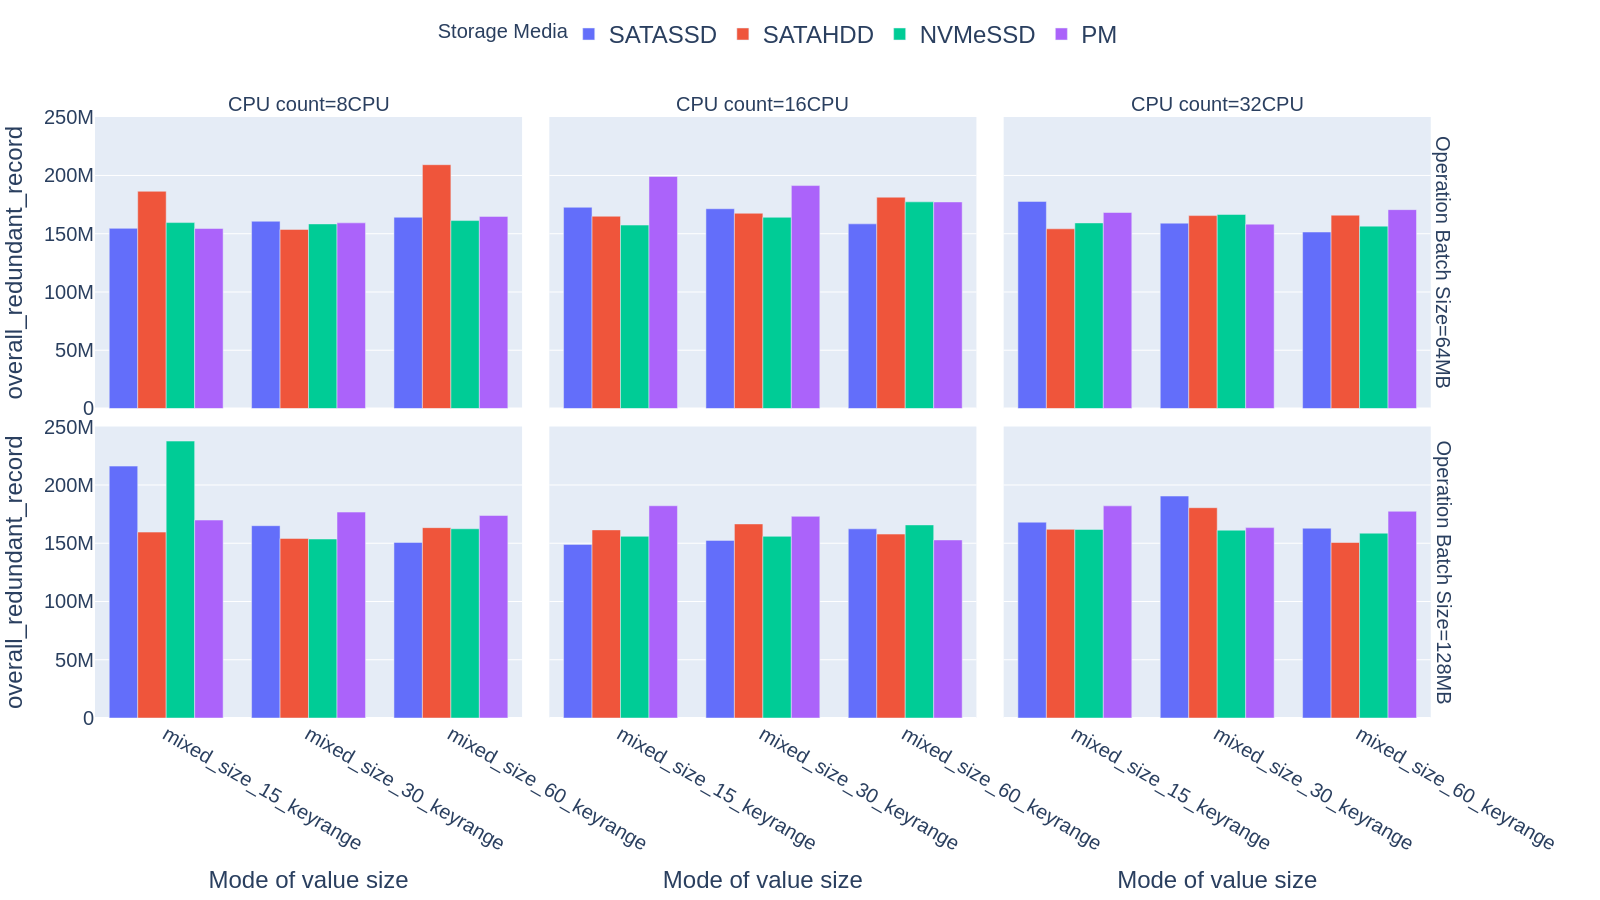 Storage Media SATASSD SATAHDD NVMeSSD PM
CPU count=8CPU
CPU count=16CPU
CPU count=32CPU
overall_redundant_record
250M
200M
150M
100M
50M
0
Operation Batch Size=64MB
overall_redundant_record
250M
200M
150M
100M
50M
0
Operation Batch Size=128MB
mixed_size_15_keyrange
mixed_size_30_keyrange
mixed_size_60_keyrange
mixed_size_15_keyrange
mixed_size_30_keyrange
mixed_size_60_keyrange
mixed_size_15_keyrange
mixed_size_30_keyrange
mixed_size_60_keyrange
Mode of value size
Mode of value size
Mode of value size